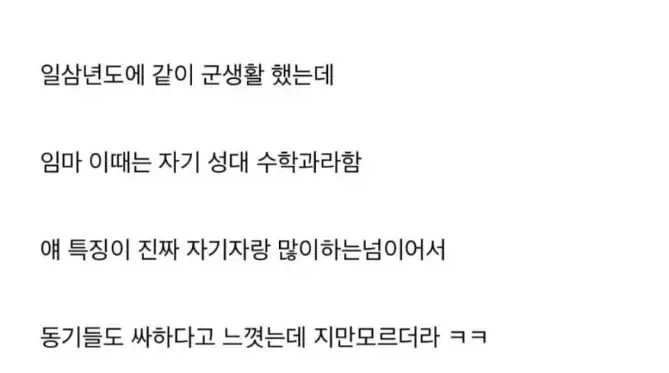 일삼년도에 같이 군생활 했는데
임마 이때는 자기 성대 수학과라함
얘 특징이 진짜 자기자랑 많이하는넘이어서
동기들도 싸하다고 느꼇는데 지만모르더라 ㅋㅋ